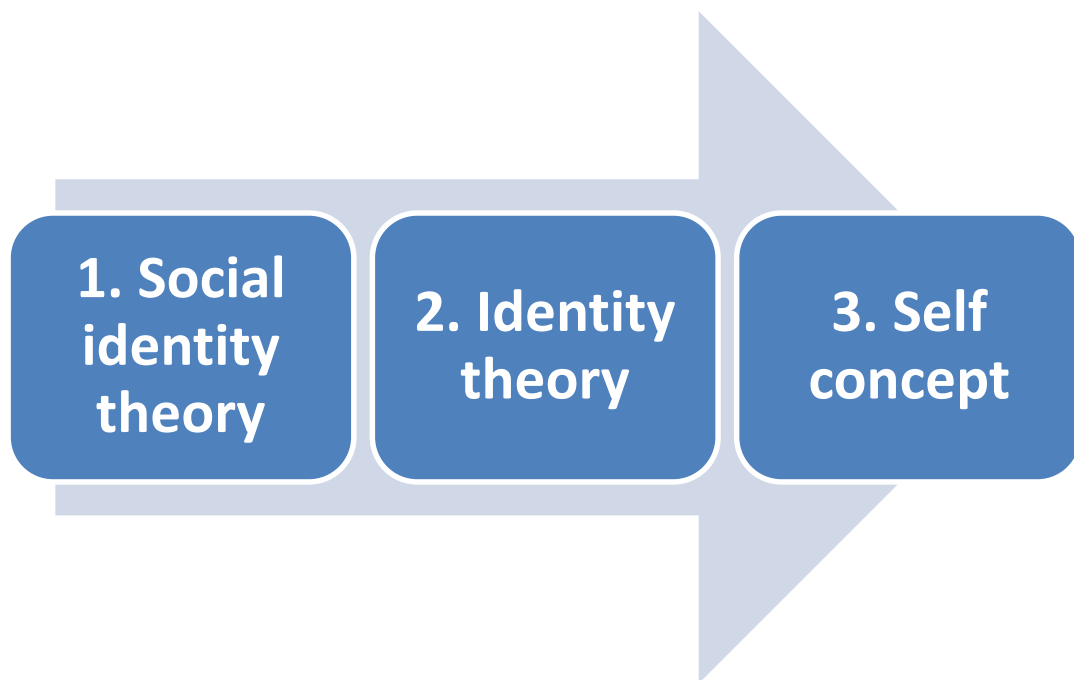 1. Social
identity
theory
2. Identity
theory
3. Self
concept